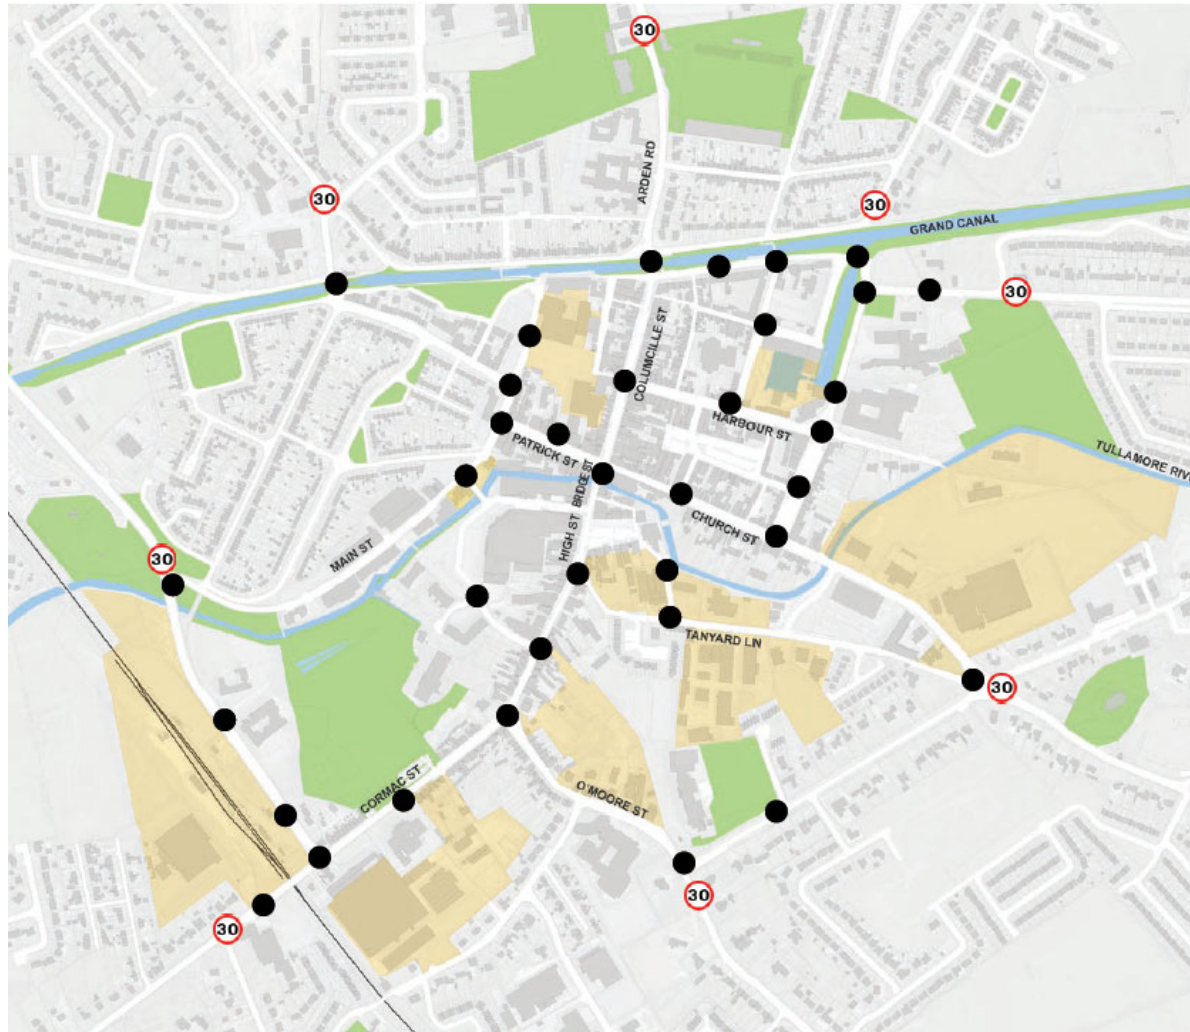 30
ARDEN RD
30
30
GRAND CANAL
30
COLUMCILLE ST
HARBOUR ST
PATRICK ST
BRIDGE ST
TULLAMORE RIV
CHURCH ST
HIGH ST
MAIN ST
30
TANYARD LN
30
CORMAC ST
O'MOORE ST
30
30